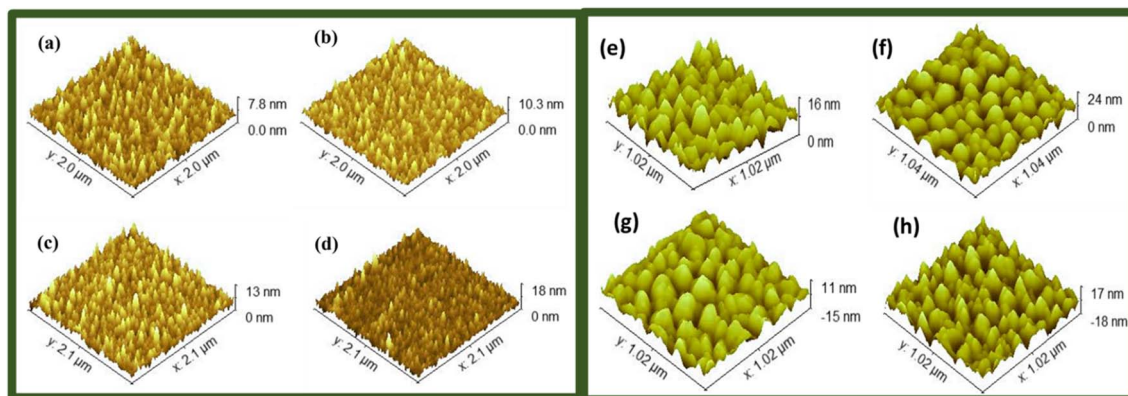 (a)
7.8 nm
0.0 nm
y: 2.0 µm
x: 2.0 µm
(b)
10.3 nm
0.0 nm
y: 2.0 µm
x: 2.0 µm
(c)
13 nm
0 nm
y: 2.1 µm
x: 2.1 µm
(d)
18 nm
0 nm
y: 2.1 µm
x: 2.1 µm
(e)
16 nm
0 nm
y: 1.02 µm
x: 1.02 µm
(f)
24 nm
0 nm
y: 1.04 µm
x: 1.04 µm
(g)
11 nm
-15 nm
y: 1.02 µm
x: 1.02 µm
(h)
17 nm
-18 nm
y: 1.02 µm
x: 1.02 µm